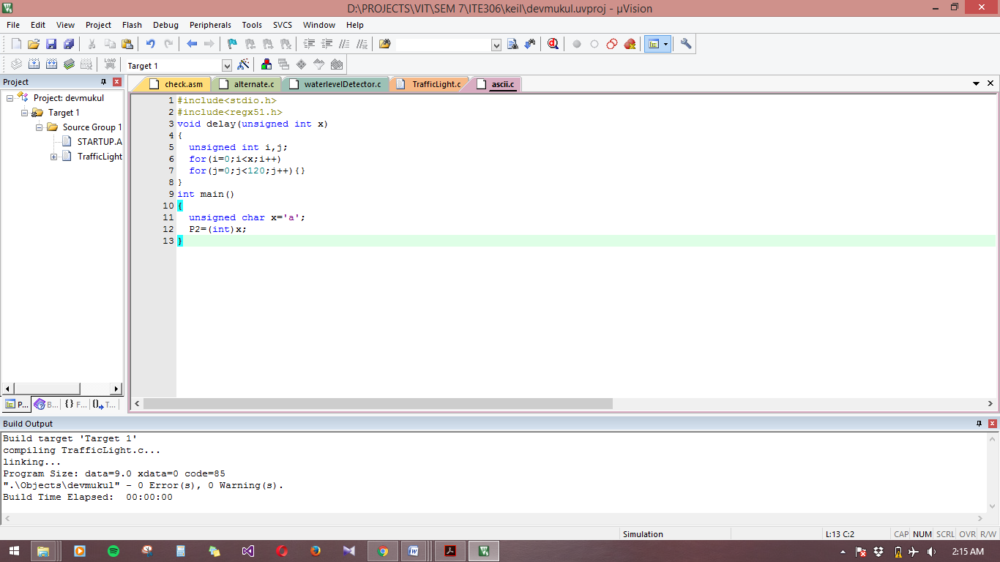 D:\PROJECTS\VIT\SEM 7\ITE306\keil\devmukul.uvproj - µVision
File Edit View Project Flash Debug Peripherals Tools SVCS Window Help
LOAD Target 1
Project
check.asm alternate.c waterlevelDetector.c TrafficLight.c ascii.c
Project: devmukul
Target 1
Source Group 1
STARTUP.A
TrafficLight
1 #include<stdio.h>
2 #include<regx51.h>
3 void delay(unsigned int x)
4 {
5 unsigned int i,j;
6 for(i=0;i<x;i++)
7 for(j=0;j<120;j++){}
8 }
9 int main()
10 {
11 unsigned char x='a';
12 P2=(int)x;
13 }
P... B... {} F... T...
Build Output
Build target 'Target 1'
compiling TrafficLight.c...
linking...
Program Size: data=9.0 xdata=0 code=85
".\Objects\devmukul" - 0 Error(s), 0 Warning(s).
Build Time Elapsed:  00:00:00
Simulation L:13 C:2 CAP NUM SCRL OVR R/W
2:15 AM